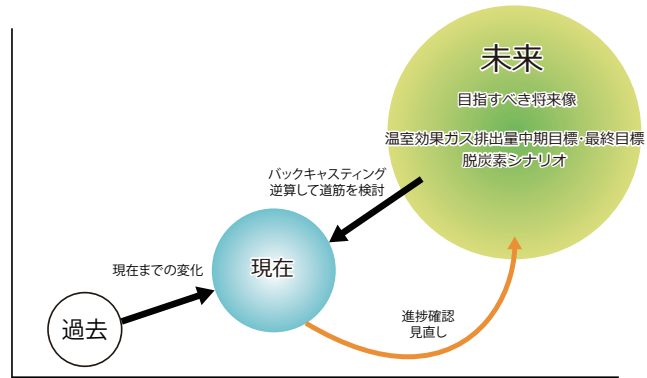 未来
目指すべき将来像
温室効果ガス排出量中期目標・最終目標
脱炭素シナリオ
バックキャスティング
逆算して道筋を検討
現在
現在までの変化
過去
進捗確認
見直し